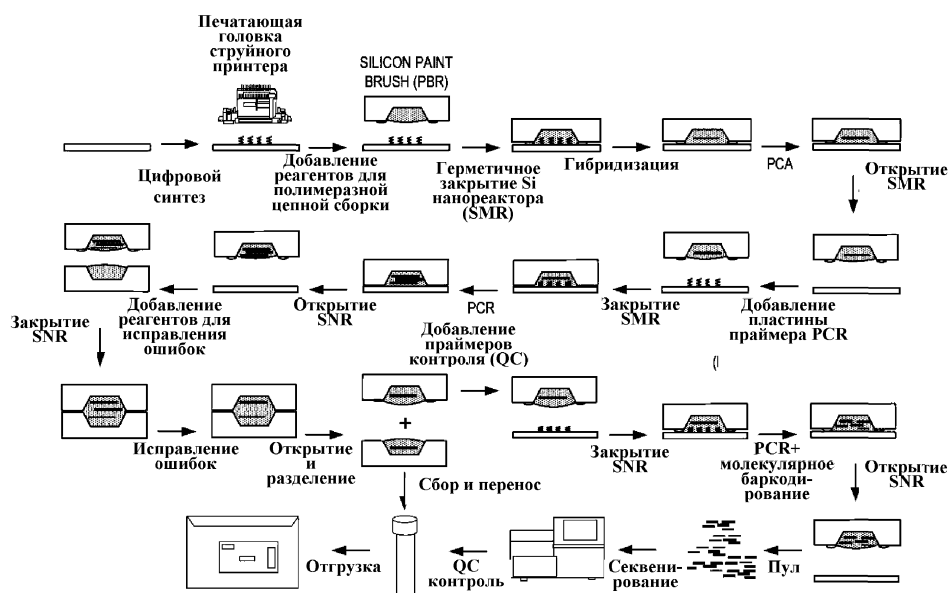 Печатающая
головка
струйного
принтера
SILICON PAINT
BRUSH (PBR)
Цифровой
синтез
Добавление
реагентов для
полимеразной
цепной сборки
Герметичное
закрытие Si
нанореактора
(SMR)
Гибридизация
PCA
Открытие
SMR
Добавление
пластины
праймера PCR
Закрытие
SMR
PCR
Добавление
праймеров
контроля (QC)
Открытие
SNR
Добавление
реагентов для
исправления
ошибок
Закрытие
SNR
Исправление
ошибок
Открытие
и
разделение
+
Сбор и перенос
Закрытие
SNR
PCR+
молекулярное
баркоди-
рование
Открытие
SNR
Пул
Секвени-
рование
QC
контроль
Отгрузка